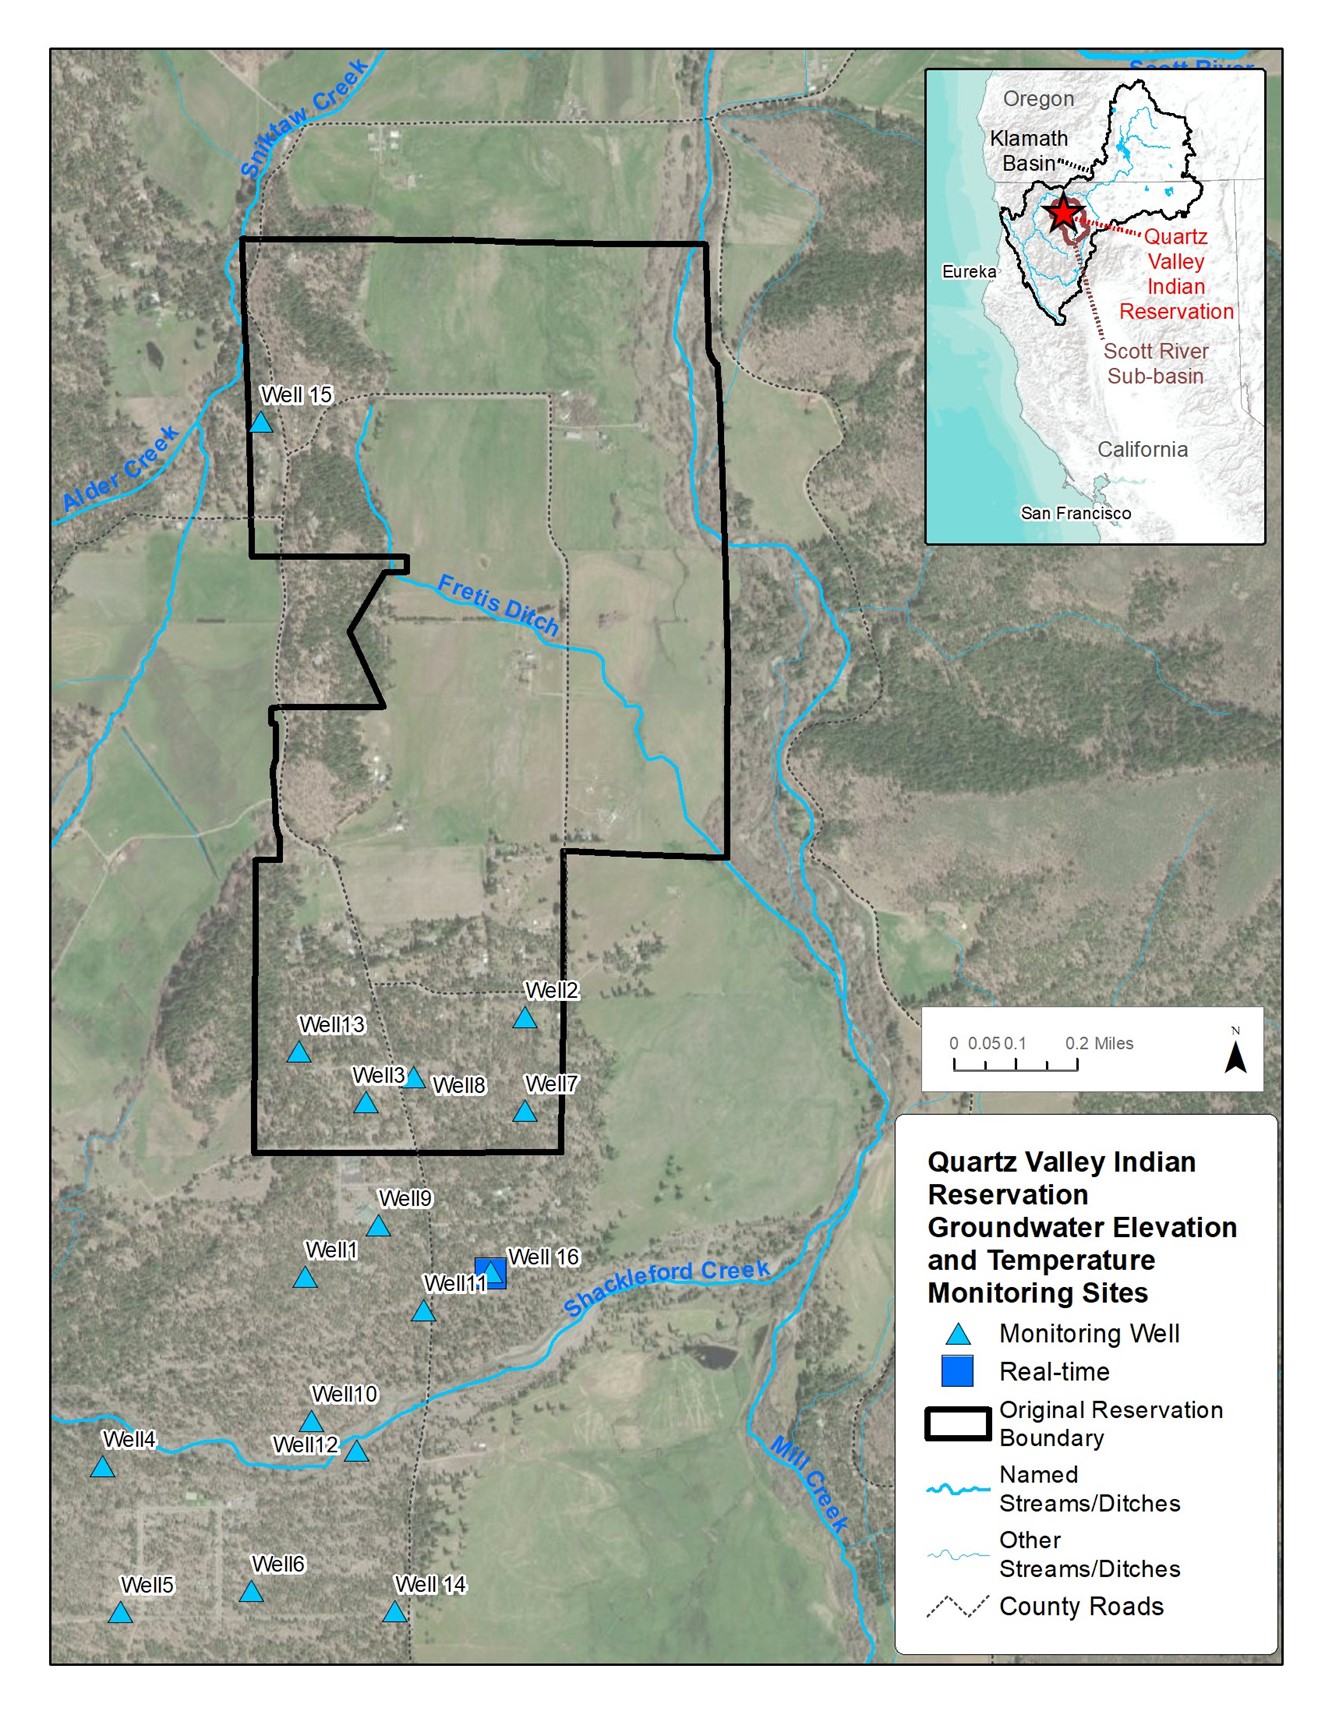 Scott River
Sniktaw Creek
Oregon
Klamath
Basin
Quartz
Valley
Indian
Reservation
Eureka
Scott River
Sub-basin
California
San Francisco
Well 15
Alder Creek
Fretis Ditch
Well2
Well13
Well3
Well8
Well7
N
0 0.05 0.1 0.2 Miles
Well9
Well1
Well 16
Well11
Shackleford Creek
Well10
Well12
Well4
Mill Creek
Well6
Well5
Well 14
Quartz Valley Indian
Reservation
Groundwater Elevation
and Temperature
Monitoring Sites
Monitoring Well
Real-time
Original Reservation
Boundary
Named
Streams/Ditches
Other
Streams/Ditches
County Roads